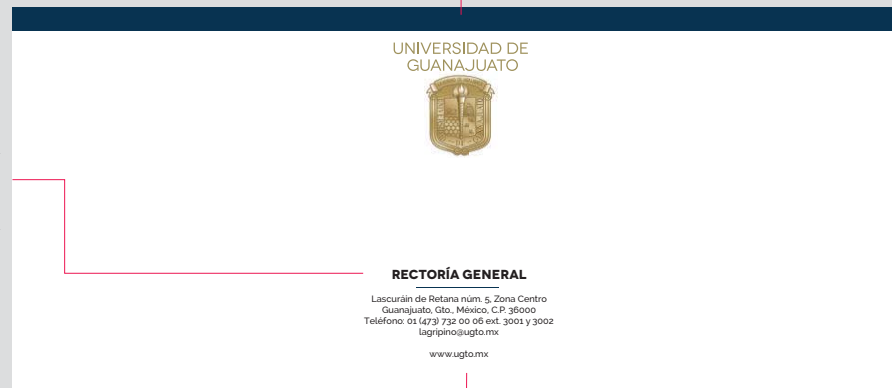 UNIVERSIDAD DE
GUANAJUATO
RECTORÍA GENERAL
Lascuráin de Retana núm. 5, Zona Centro
Guanajuato, Gto., México, C.P. 36000
Teléfono: 01 (473) 732 00 06 ext. 3001 y 3002
lagripino@ugto.mx
www.ugto.mx